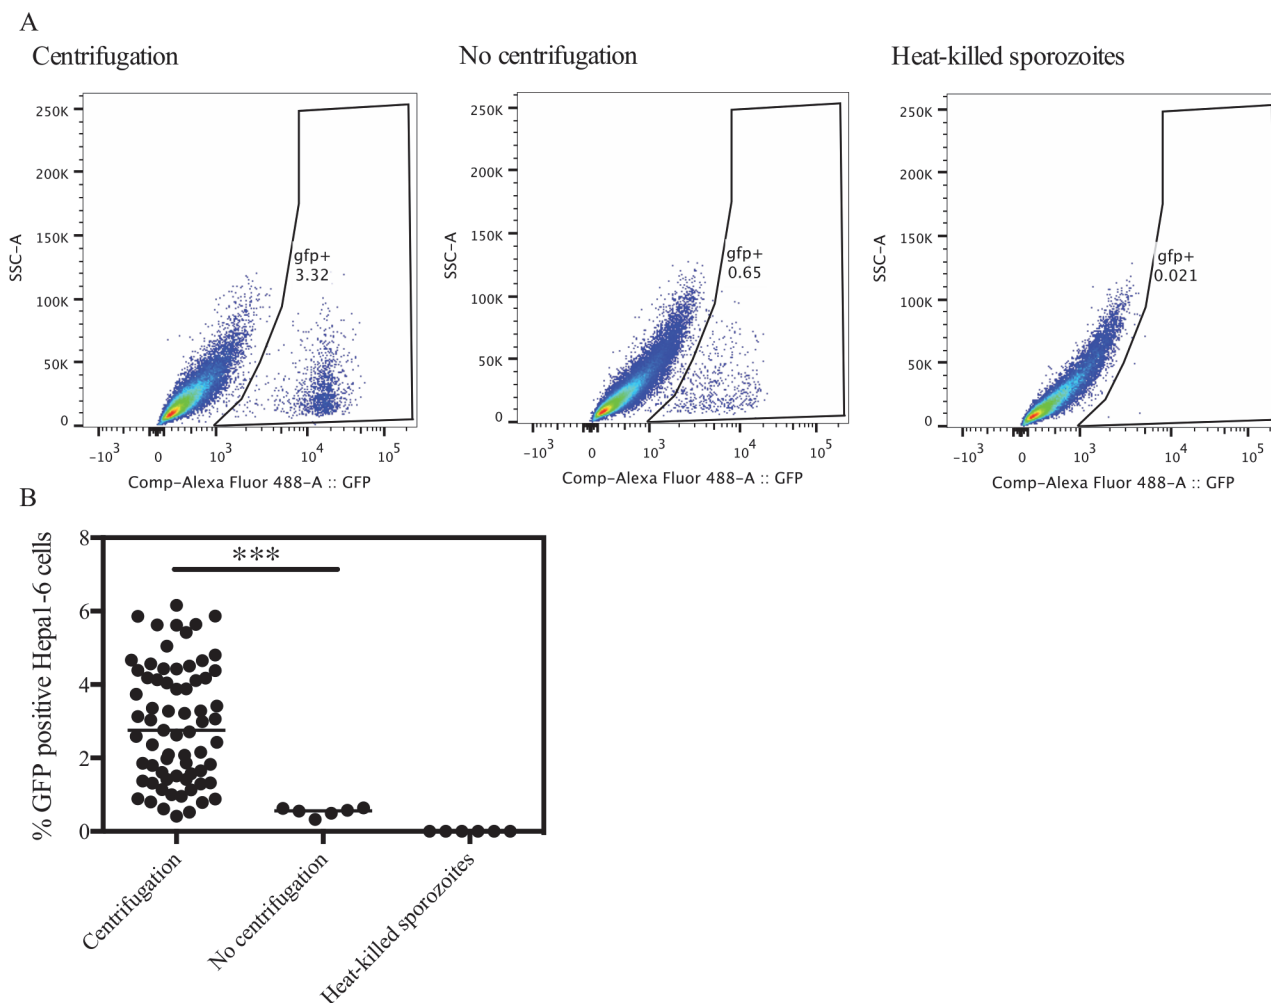 A
Centrifugation
No centrifugation
Heat-killed sporozoites
250K
200K
150K
100K
50K
0
SSC-A
gfp+
3.32
-10³
0
10³
10⁴
10⁵
Comp-Alexa Fluor 488-A :: GFP
250K
200K
150K
100K
50K
0
SSC-A
gfp+
0.65
-10³
0
10³
10⁴
10⁵
Comp-Alexa Fluor 488-A :: GFP
250K
200K
150K
100K
50K
0
SSC-A
gfp+
0.021
-10³
0
10³
10⁴
10⁵
Comp-Alexa Fluor 488-A :: GFP
B
% GFP positive Hepa1-6 cells
8
6
4
2
0
***
Centrifugation
No centrifugation
Heat-killed sporozoites